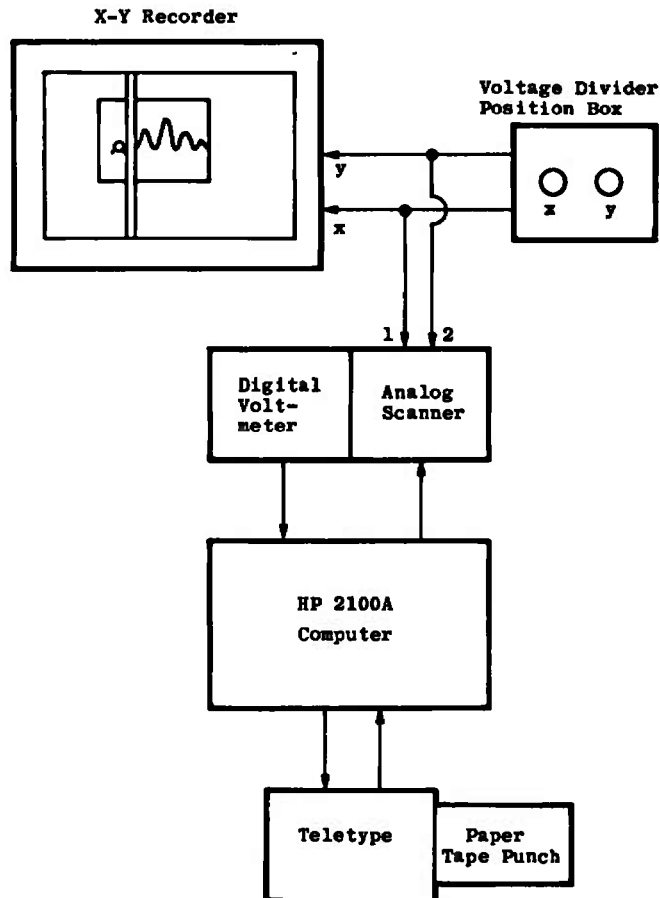 X-Y Recorder
Voltage Divider
Position Box
y
x
x
y
1
2
Digital
Volt-
meter
Analog
Scanner
HP 2100A
Computer
Teletype
Paper
Tape Punch